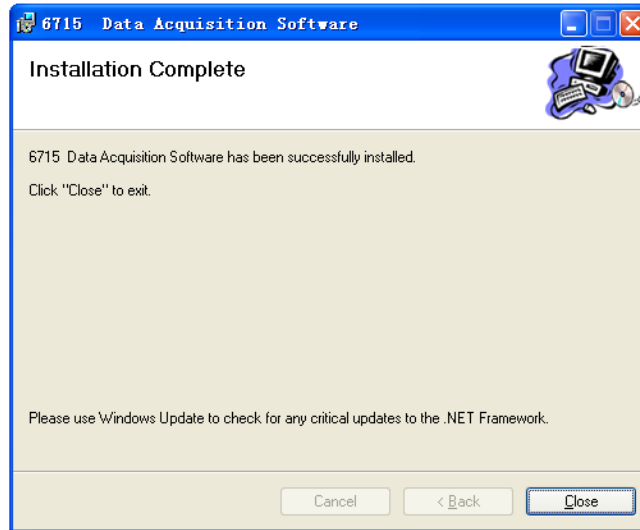 6715  Data Acquisition Software
Installation Complete
6715  Data Acquisition Software has been successfully installed.
Click "Close" to exit.
Please use Windows Update to check for any critical updates to the .NET Framework.
Cancel
< Back
Close